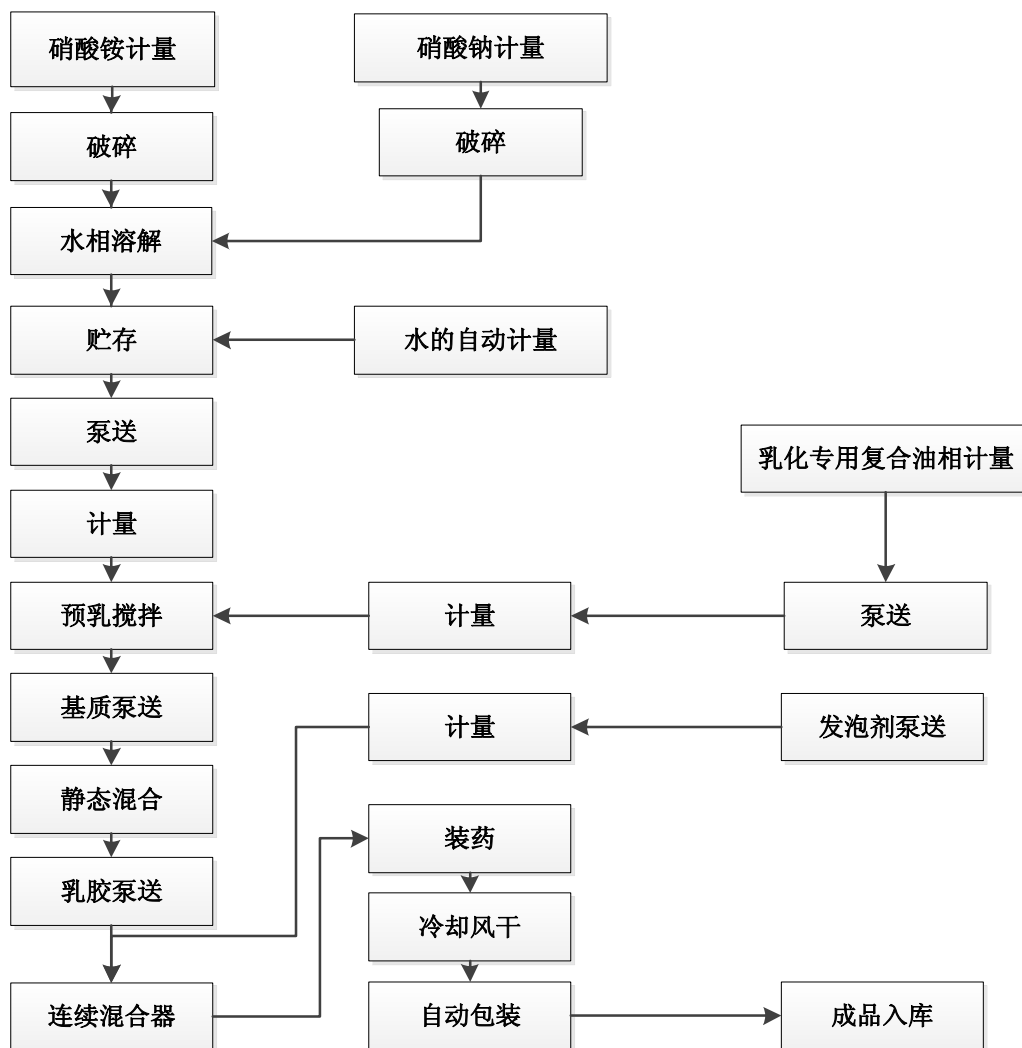 硝酸铵计量
硝酸钠计量
破碎
破碎
水相溶解
贮存
水的自动计量
泵送
乳化专用复合油相计量
计量
预乳搅拌
计量
泵送
基质泵送
计量
发泡剂泵送
静态混合
装药
乳胶泵送
冷却风干
连续混合器
自动包装
成品入库